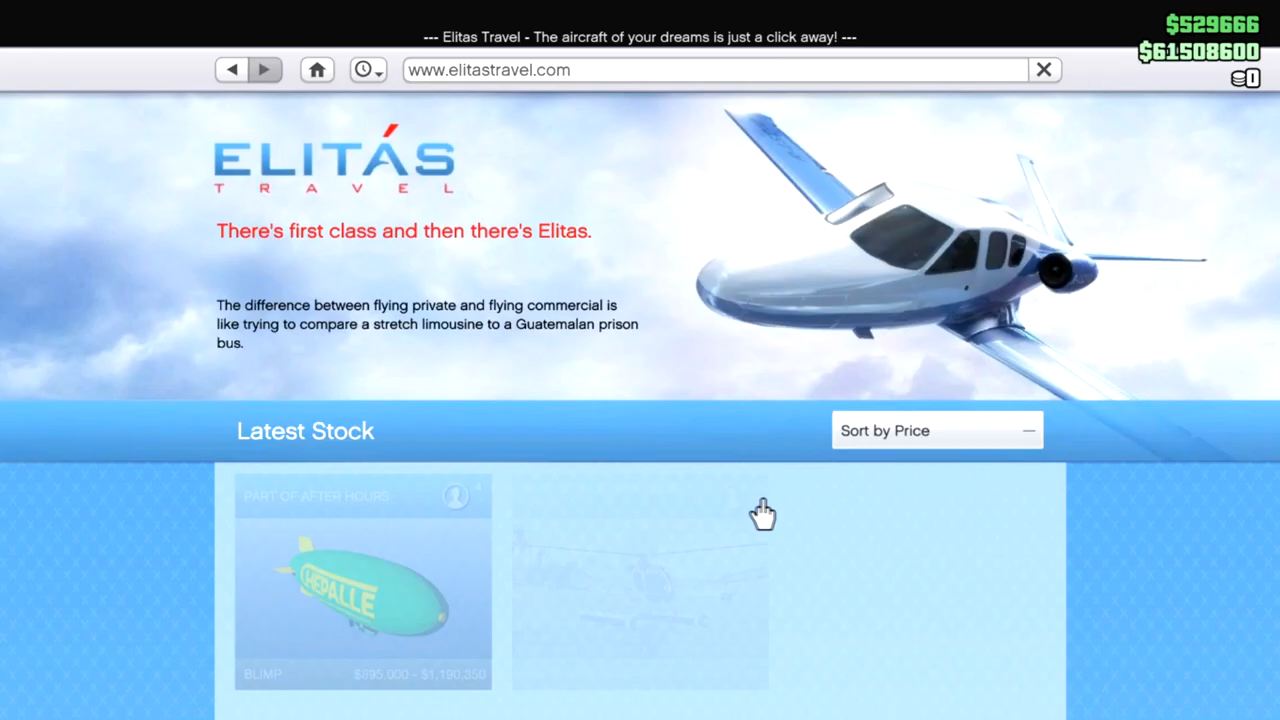 --- Elitas Travel - The aircraft of your dreams is just a click away! ---
$529666
$61508600
0
www.elitastravel.com
ELITÁS
TRAVEL
There's first class and then there's Elitas.
The difference between flying private and flying commercial is
like trying to compare a stretch limousine to a Guatemalan prison
bus.
Latest Stock
Sort by Price
PART OF AFTER HOURS
4
CHEPALLE
BLIMP
$895,000 - $1,190,350